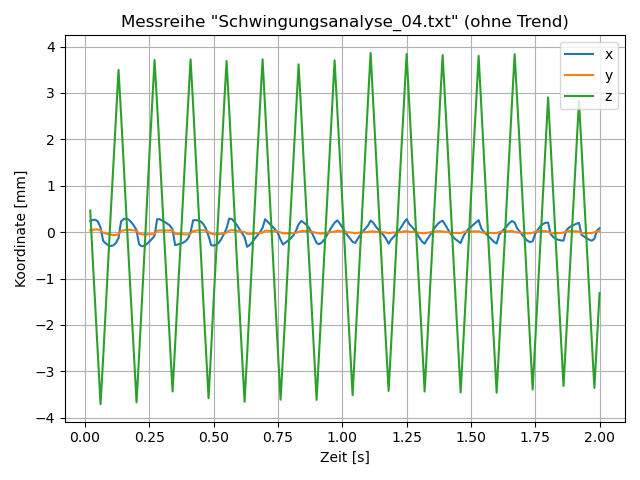 Messreihe "Schwingungsanalyse_04.txt" (ohne Trend)
4
3
2
1
0
−1
−2
−3
−4
Koordinate [mm]
x
y
z
0.00 0.25 0.50 0.75 1.00 1.25 1.50 1.75 2.00
Zeit [s]